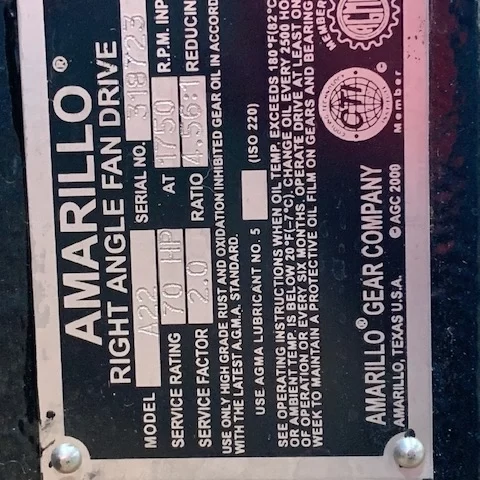 AMARILLO®
RIGHT ANGLE FAN DRIVE
MODEL A22 SERIAL NO. 318723
SERVICE RATING 70 HP AT 1750 R.P.M. INP
SERVICE FACTOR 2.0 RATIO 4.56:1 REDUCIN
USE ONLY HIGH GRADE RUST AND OXIDATION INHIBITED GEAR OIL IN ACCORD
WITH THE LATEST A.G.M.A. STANDARD.
USE AGMA LUBRICANT NO. 5 (ISO 220)
SEE OPERATING INSTRUCTIONS WHEN OIL TEMP. EXCEEDS 180°F(82°C
OR AMBIENT TEMP. IS BELOW 20°F(-7°C). CHANGE OIL EVERY 2500 HO
OF OPERATION OR EVERY SIX MONTHS. OPERATE DRIVE AT LEAST ON
WEEK TO MAINTAIN A PROTECTIVE OIL FILM ON GEARS AND BEARING
MEMBER
AGMA
CTI
Member
AMARILLO® GEAR COMPANY
AMARILLO, TEXAS U.S.A. © AGC 2000